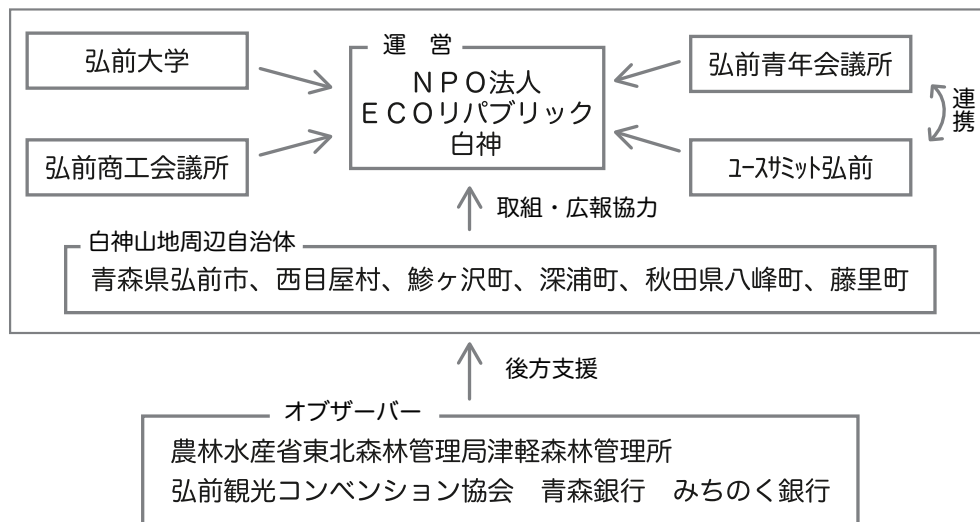 弘前大学
運　営
ＮＰＯ法人
ＥＣＯリパブリック
白神
弘前青年会議所
連携
弘前商工会議所
ﾕｰｽｻﾐｯﾄ弘前
取組・広報協力
白神山地周辺自治体
青森県弘前市、西目屋村、鰺ヶ沢町、深浦町、秋田県八峰町、藤里町
後方支援
オブザーバー
農林水産省東北森林管理局津軽森林管理所
弘前観光コンベンション協会　青森銀行　みちのく銀行